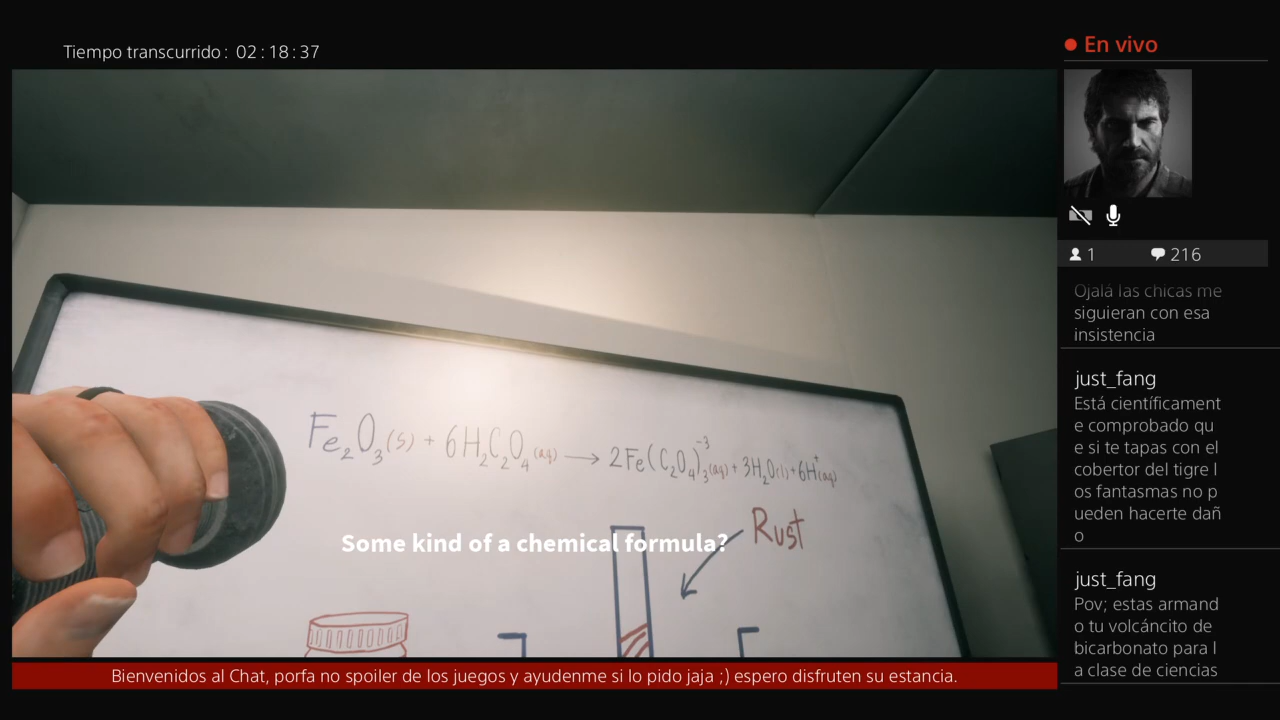 Tiempo transcurrido: 02:18:37
En vivo
1 216
Ojalá las chicas me
siguieran con esa
insistencia
just_fang
Está científicament
e comprobado qu
e si te tapas con el
cobertor del tigre l
os fantasmas no p
ueden hacerte dañ
o
just_fang
Pov; estas armand
o tu volcáncito de
bicarbonato para l
a clase de ciencias
Fe₂O₃(s) + 6H₂C₂O₄(aq) → 2Fe(C₂O₄)₃⁻³(aq) + 3H₂O(l) + 6H⁺(aq)
Rust
Some kind of a chemical formula?
Bienvenidos al Chat, porfa no spoiler de los juegos y ayudenme si lo pido jaja ;) espero disfruten su estancia.